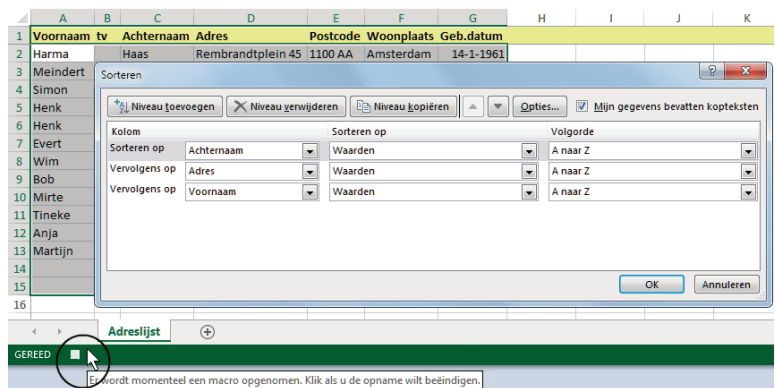 A B C D E F G H I J K
1 Voornaam tv Achternaam Adres Postcode Woonplaats Geb.datum
2 Harma Haas Rembrandtplein 45 1100 AA Amsterdam 14-1-1961
3 Meindert
4 Simon
5 Henk
6 Henk
7 Evert
8 Wim
9 Bob
10 Mirte
11 Tineke
12 Anja
13 Martijn
14
15
16
Sorteren ? X
Niveau toevoegen Niveau verwijderen Niveau kopiëren Opties... Mijn gegevens bevatten kopteksten
Kolom Sorteren op Volgorde
Sorteren op Achternaam Waarden A naar Z
Vervolgens op Adres Waarden A naar Z
Vervolgens op Voornaam Waarden A naar Z
OK Annuleren
Adreslijst
GEREED
Er wordt momenteel een macro opgenomen. Klik als u de opname wilt beëindigen.